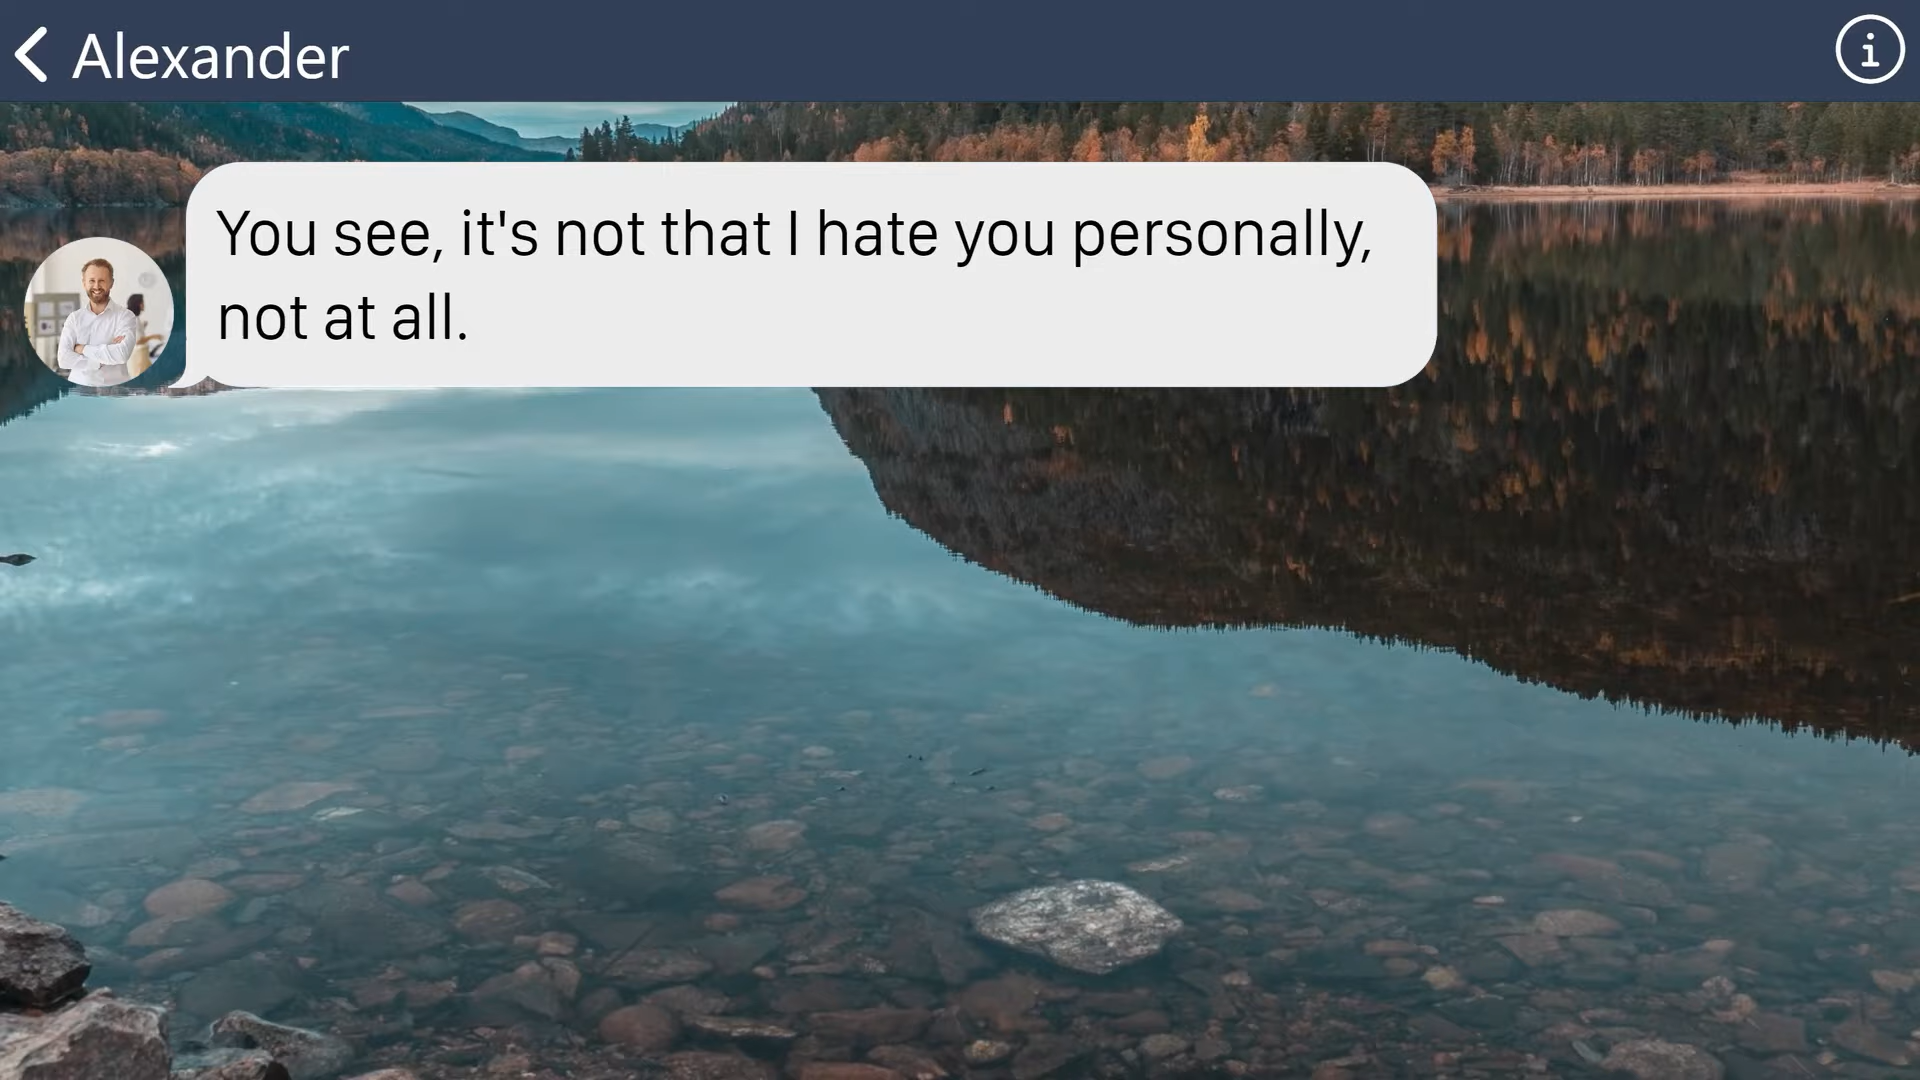 Alexander
You see, it's not that I hate you personally,
not at all.